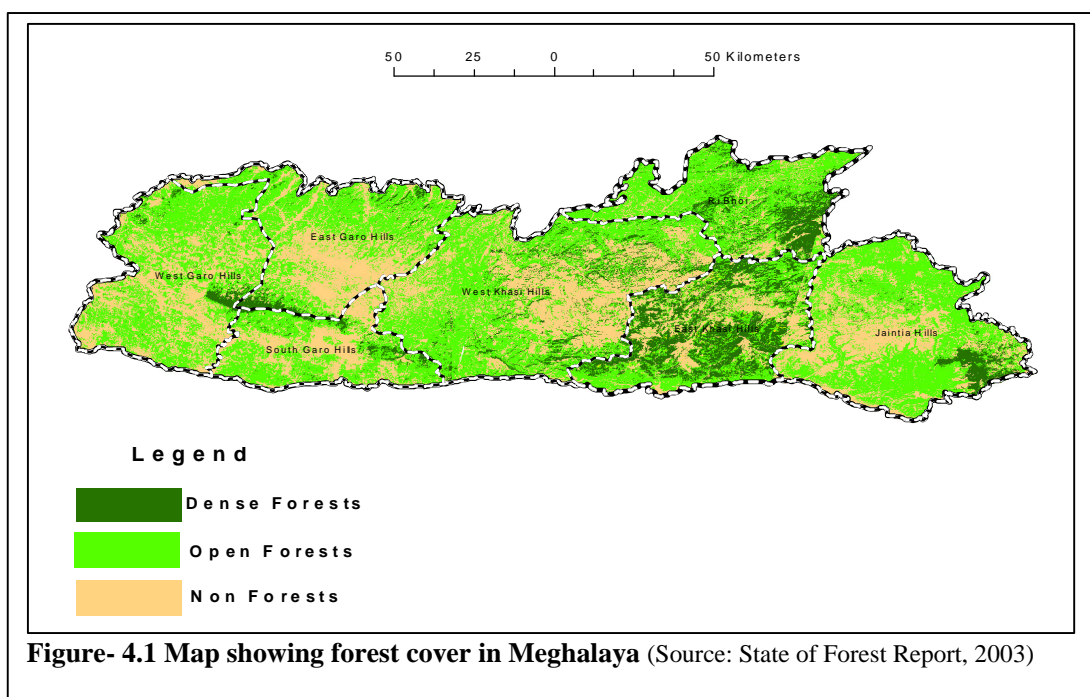 50 25 0 50 Kilometers
Ri Bhoi
East Garo Hills
West Garo Hills
West Khasi Hills
East Khasi Hills
Jaintia Hills
South Garo Hills
Legend
Dense Forests
Open Forests
Non Forests
Figure- 4.1 Map showing forest cover in Meghalaya (Source: State of Forest Report, 2003)